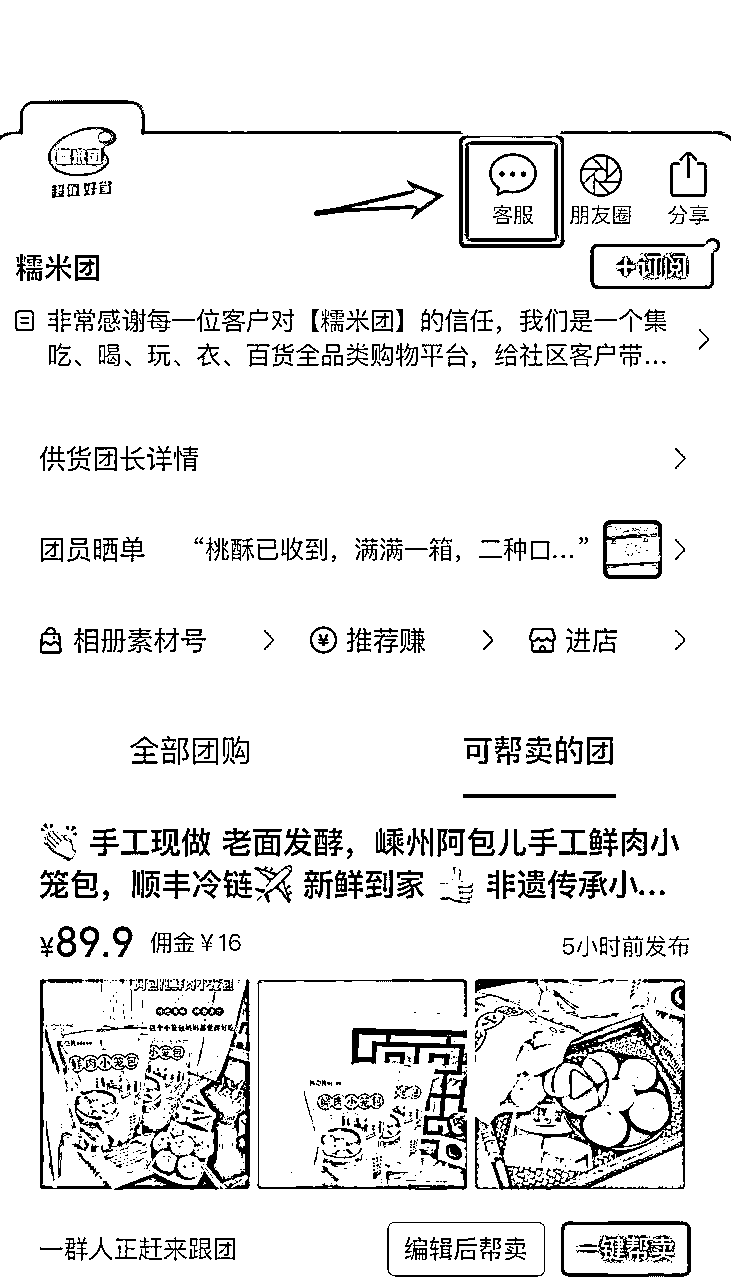 糯米团
超值好省
客服
朋友圈
分享
糯米团
+订阅
非常感谢每一位客户对【糯米团】的信任，我们是一个集
吃、喝、玩、衣、百货全品类购物平台，给社区客户带...
供货团长详情
团员晒单 “桃酥已收到，满满一箱，二种口...”
相册素材号 推荐赚 进店
全部团购 可帮卖的团
👏 手工现做 老面发酵，嵊州阿包儿手工鲜肉小
笼包，顺丰冷链✈️ 新鲜到家 👍 非遗传承小...
¥89.9 佣金¥16 5小时前发布
鲜肉小笼包
一群人正赶来跟团 编辑后帮卖 一键帮卖